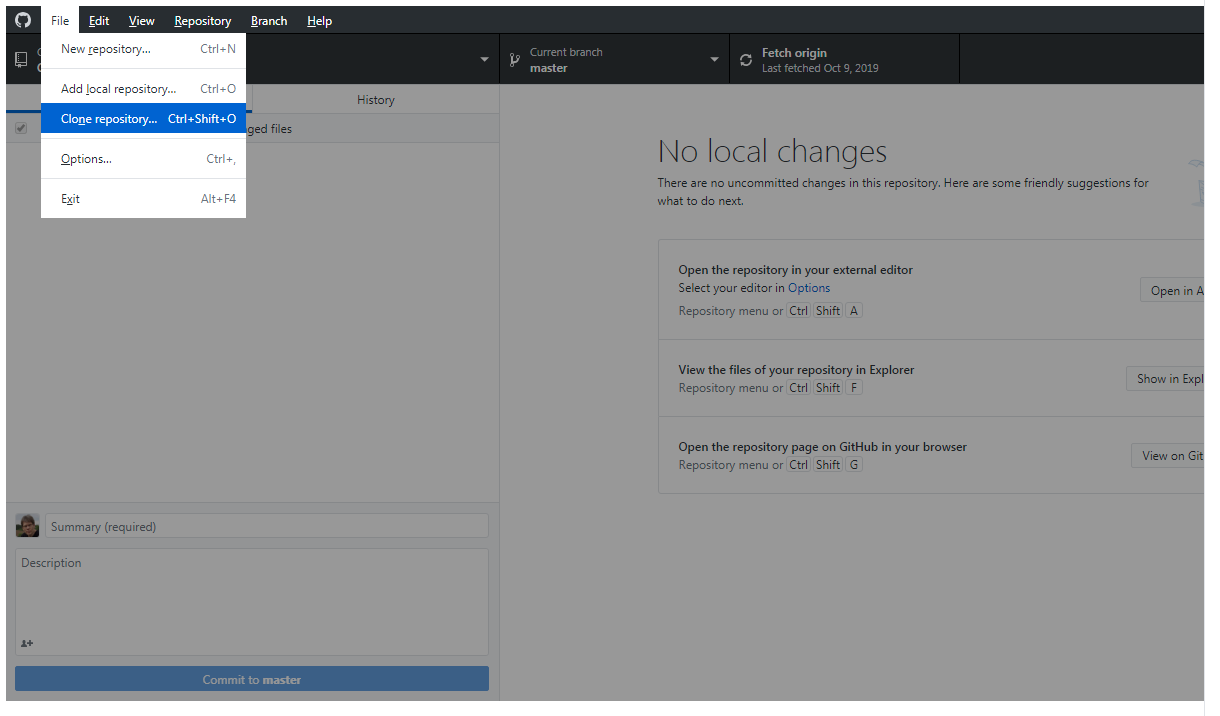 File Edit View Repository Branch Help
New repository... Ctrl+N
Add local repository... Ctrl+O
Clone repository... Ctrl+Shift+O
Options... Ctrl+,
Exit Alt+F4
Current branch
master
Fetch origin
Last fetched Oct 9, 2019
History
ged files
No local changes
There are no uncommitted changes in this repository. Here are some friendly suggestions for
what to do next.
Open the repository in your external editor
Select your editor in Options
Repository menu or Ctrl Shift A
Open in A
View the files of your repository in Explorer
Repository menu or Ctrl Shift F
Show in Expl
Open the repository page on GitHub in your browser
Repository menu or Ctrl Shift G
View on Git
Summary (required)
Description
Commit to master